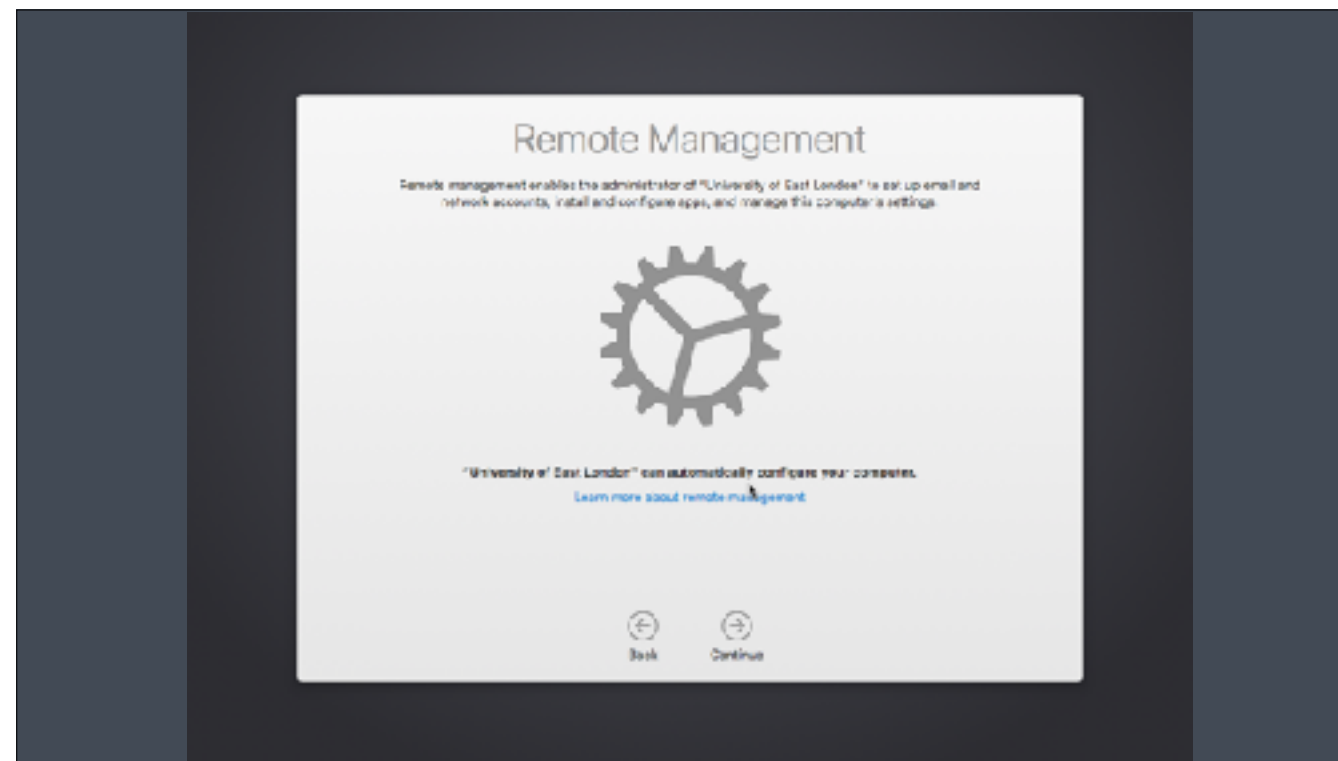 Remote Management
Remote management enables the administrator of "University of East London" to set up email and
network accounts, install and configure apps, and manage this computer's settings.
"University of East London" can automatically configure your computer.
Learn more about remote management
Back
Continue